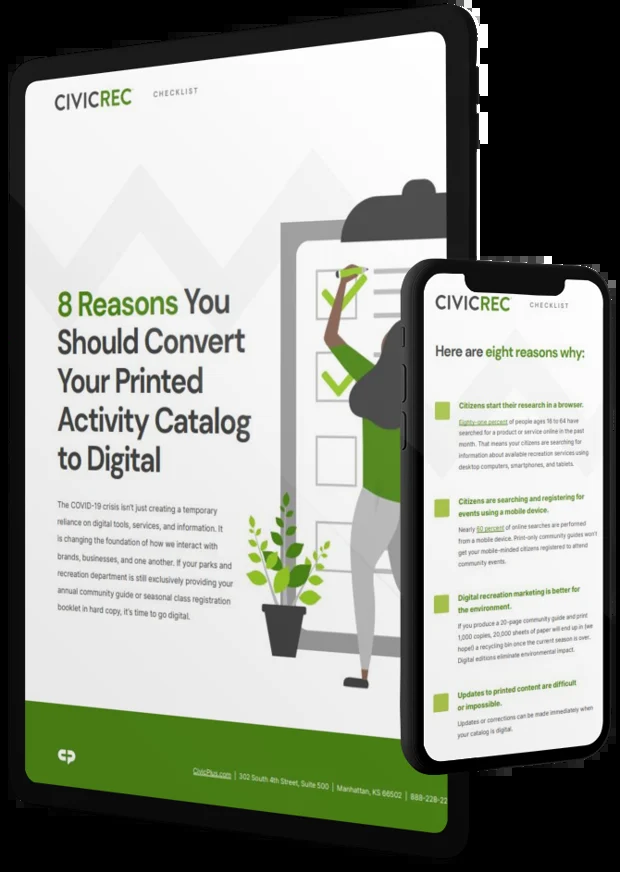 CIVICREC CHECKLIST
8 Reasons You
Should Convert
Your Printed
Activity Catalog
to Digital
The COVID-19 crisis isn't just creating a temporary
reliance on digital tools, services, and information. It
is changing the foundation of how we interact with
brands, businesses, and one another. If your parks and
recreation department is still exclusively providing your
annual community guide or seasonal class registration
booklet in hard copy, it's time to go digital.
CivicPlus.com | 302 South 4th Street, Suite 500 | Manhattan, KS 66502 | 888-228-22
CIVICREC CHECKLIST
Here are eight reasons why:
Citizens start their research in a browser.
Eighty-one percent of people ages 18 to 64 have
searched for a product or service online in the past
month. That means your citizens are searching for
information about available recreation services using
desktop computers, smartphones, and tablets.
Citizens are searching and registering for
events using a mobile device.
Nearly 60 percent of online searches are performed
from a mobile device. Print-only community guides won't
get your mobile-minded citizens registered to attend
community events.
Digital recreation marketing is better for
the environment.
If you produce a 20-page community guide and print
1,000 copies, 20,000 sheets of paper will end up in (we
hope!) a recycling bin once the current season is over.
Digital editions eliminate environmental impact.
Updates to printed content are difficult
or impossible.
Updates or corrections can be made immediately when
your catalog is digital.